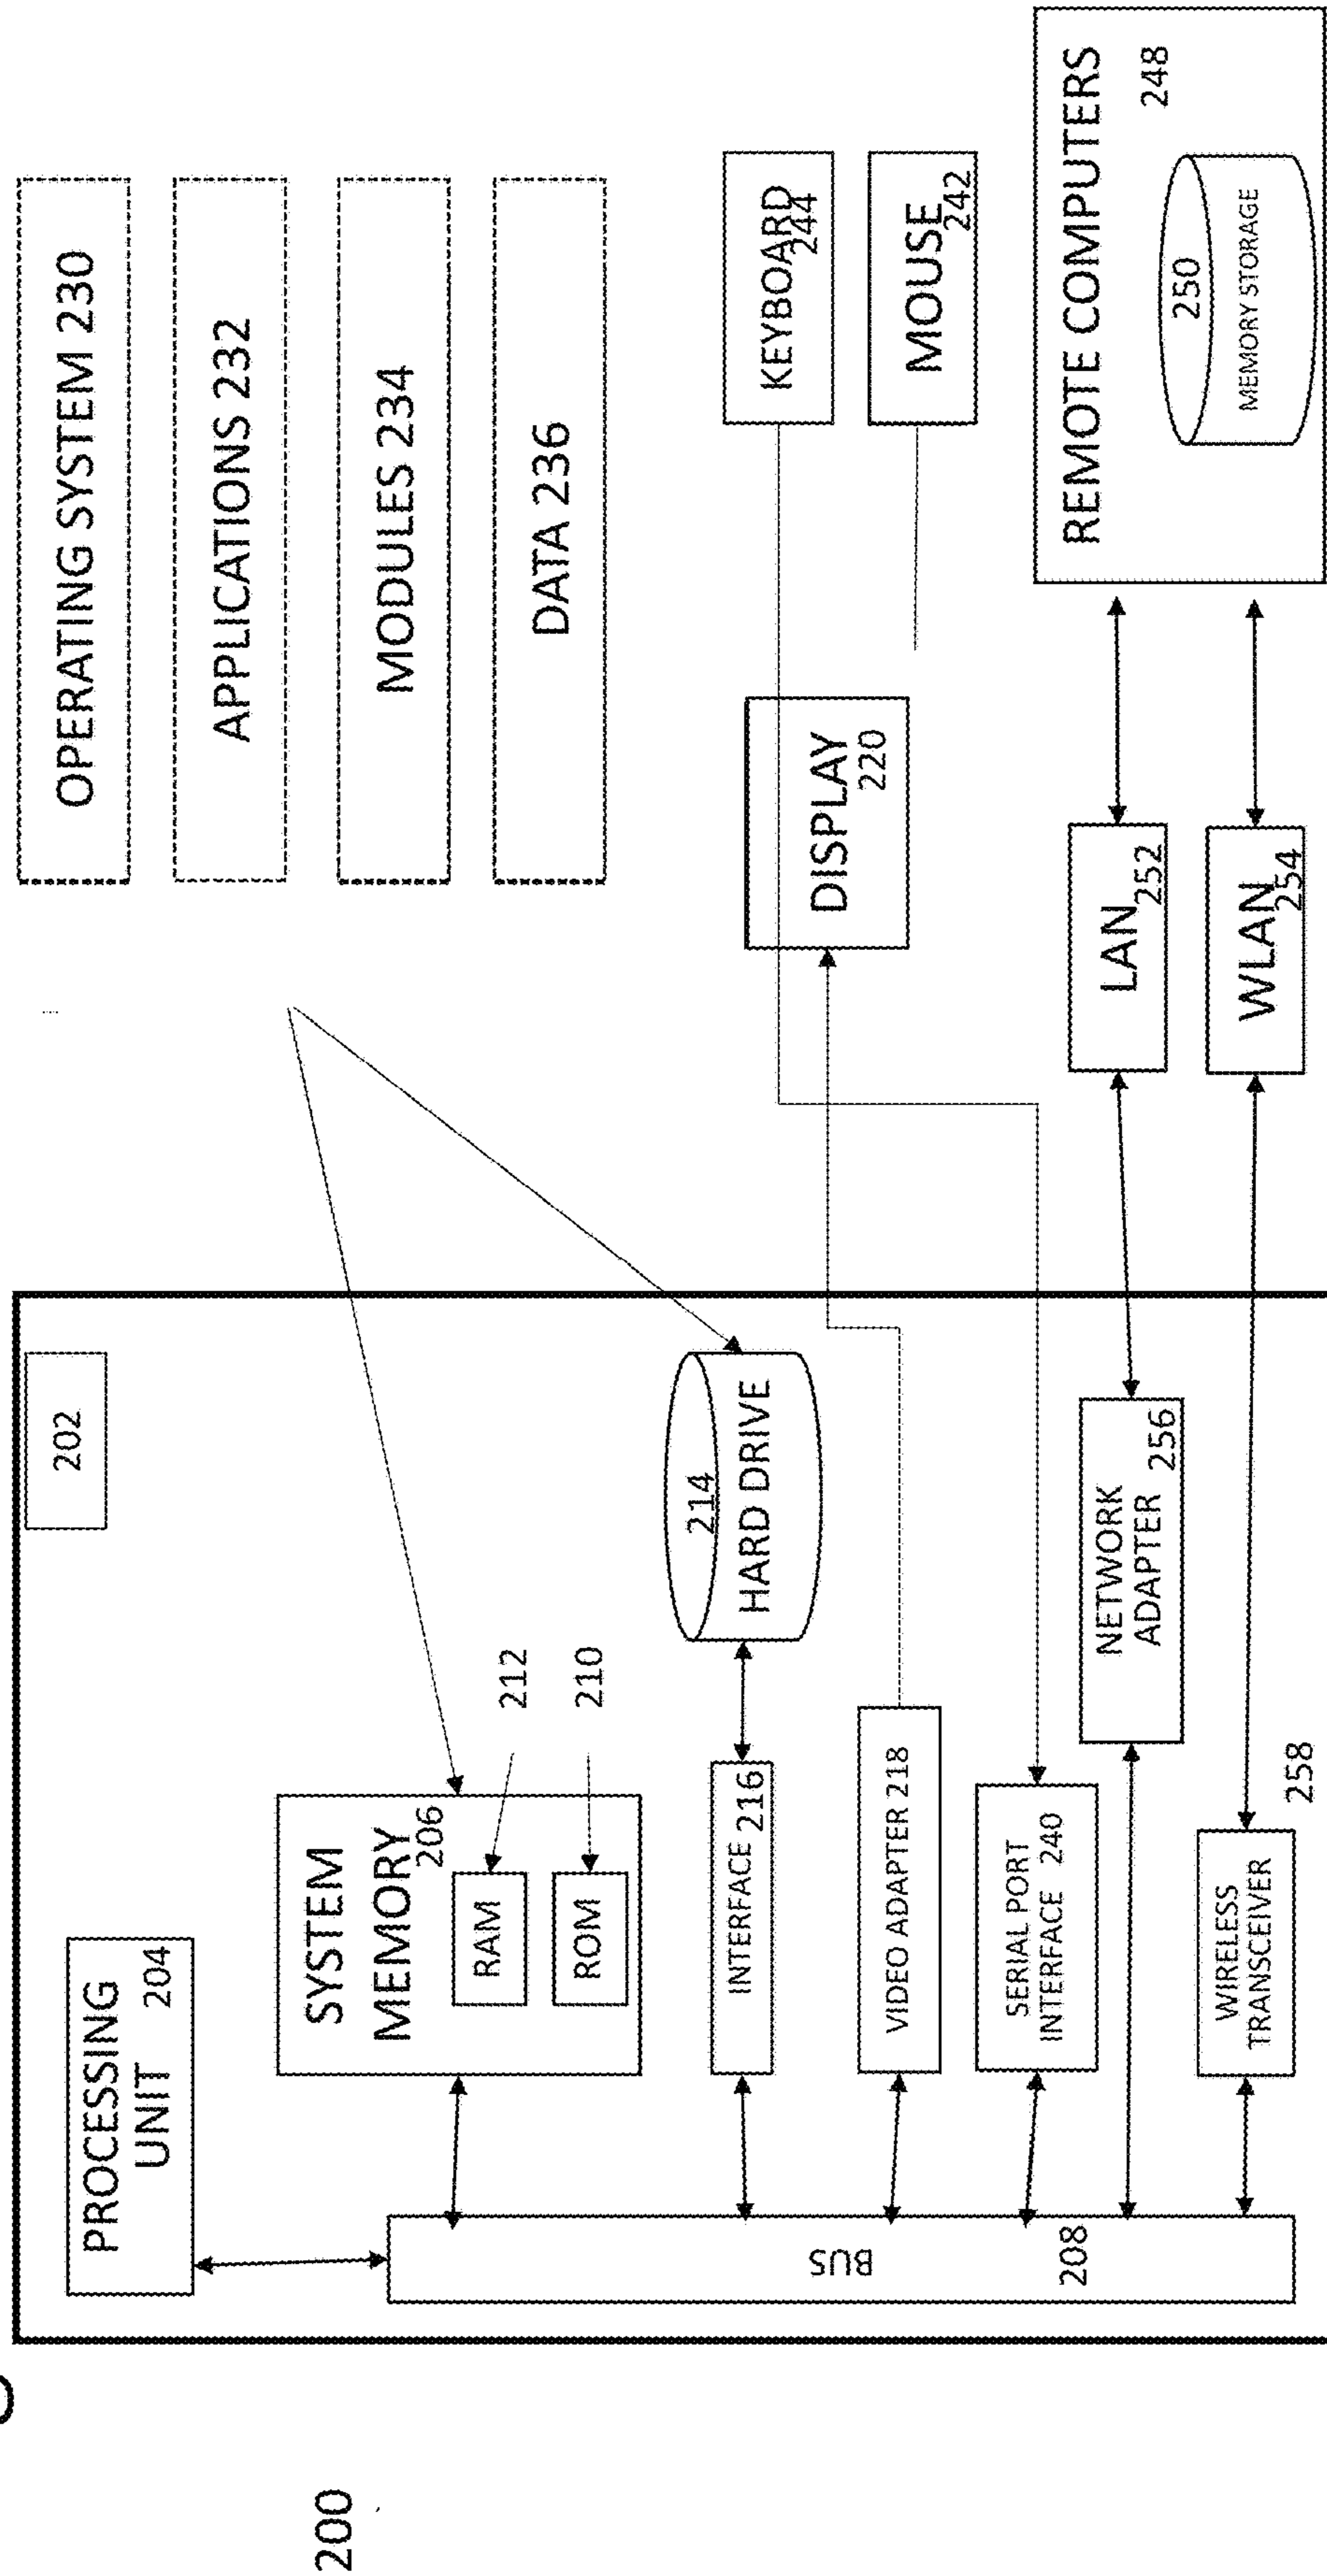 200
202
PROCESSING
UNIT
204
SYSTEM
MEMORY
206
RAM
ROM
212
210
214
HARD DRIVE
INTERFACE 216
VIDEO ADAPTER 218
SERIAL PORT
INTERFACE 240
NETWORK
ADAPTER 256
WIRELESS
TRANSCEIVER
258
BUS
208
OPERATING SYSTEM 230
APPLICATIONS 232
MODULES 234
DATA 236
KEYBOARD
244
MOUSE
242
DISPLAY
220
LAN
252
WLAN
254
REMOTE COMPUTERS
248
250
MEMORY STORAGE